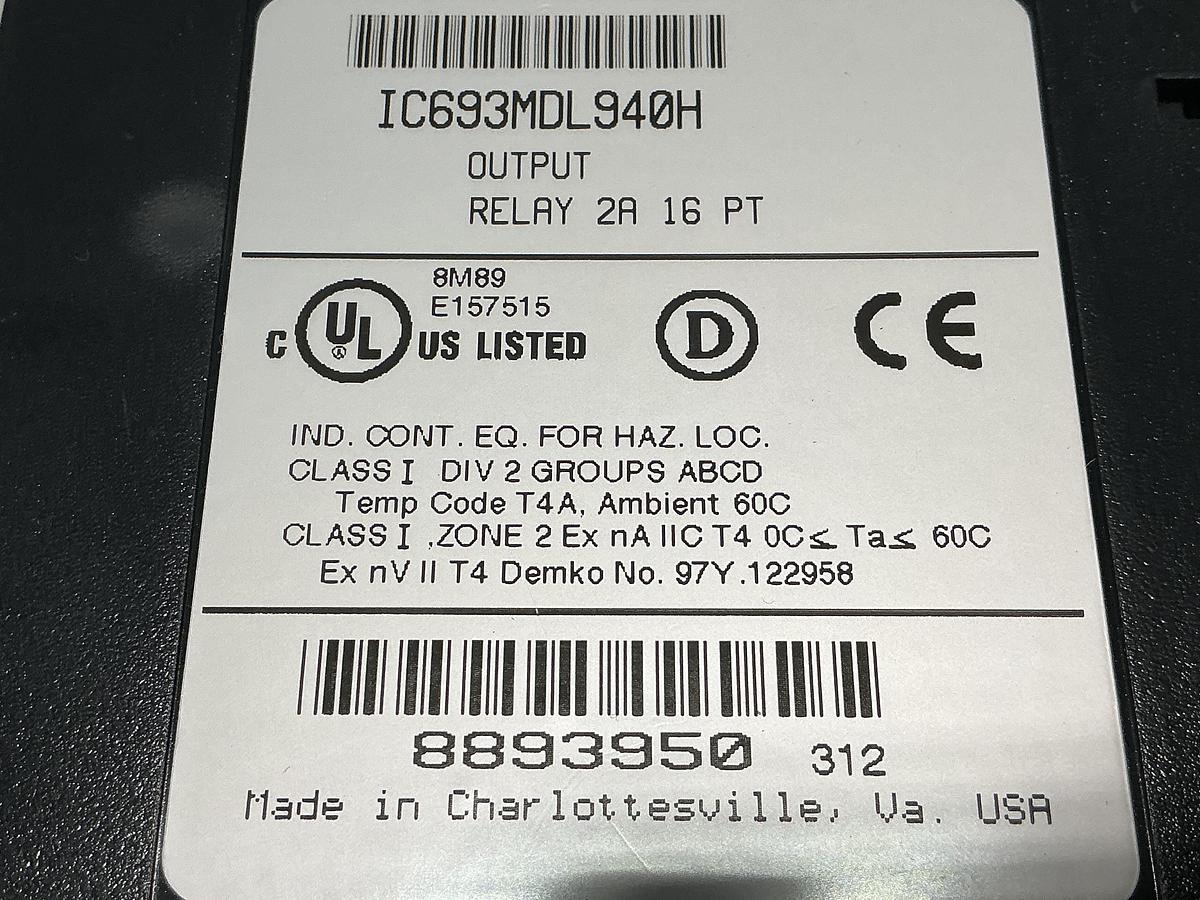 IC693MDL940H
OUTPUT
RELAY 2A 16 PT
8M89
E157515
C UL US LISTED
D
CE
IND. CONT. EQ. FOR HAZ. LOC.
CLASS I DIV 2 GROUPS ABCD
Temp Code T4A, Ambient 60C
CLASS I ,ZONE 2 Ex nA IIC T4 0C≤ Ta≤ 60C
Ex nV II T4 Demko No. 97Y.122958
8893950 312
Made in Charlottesville, Va. USA